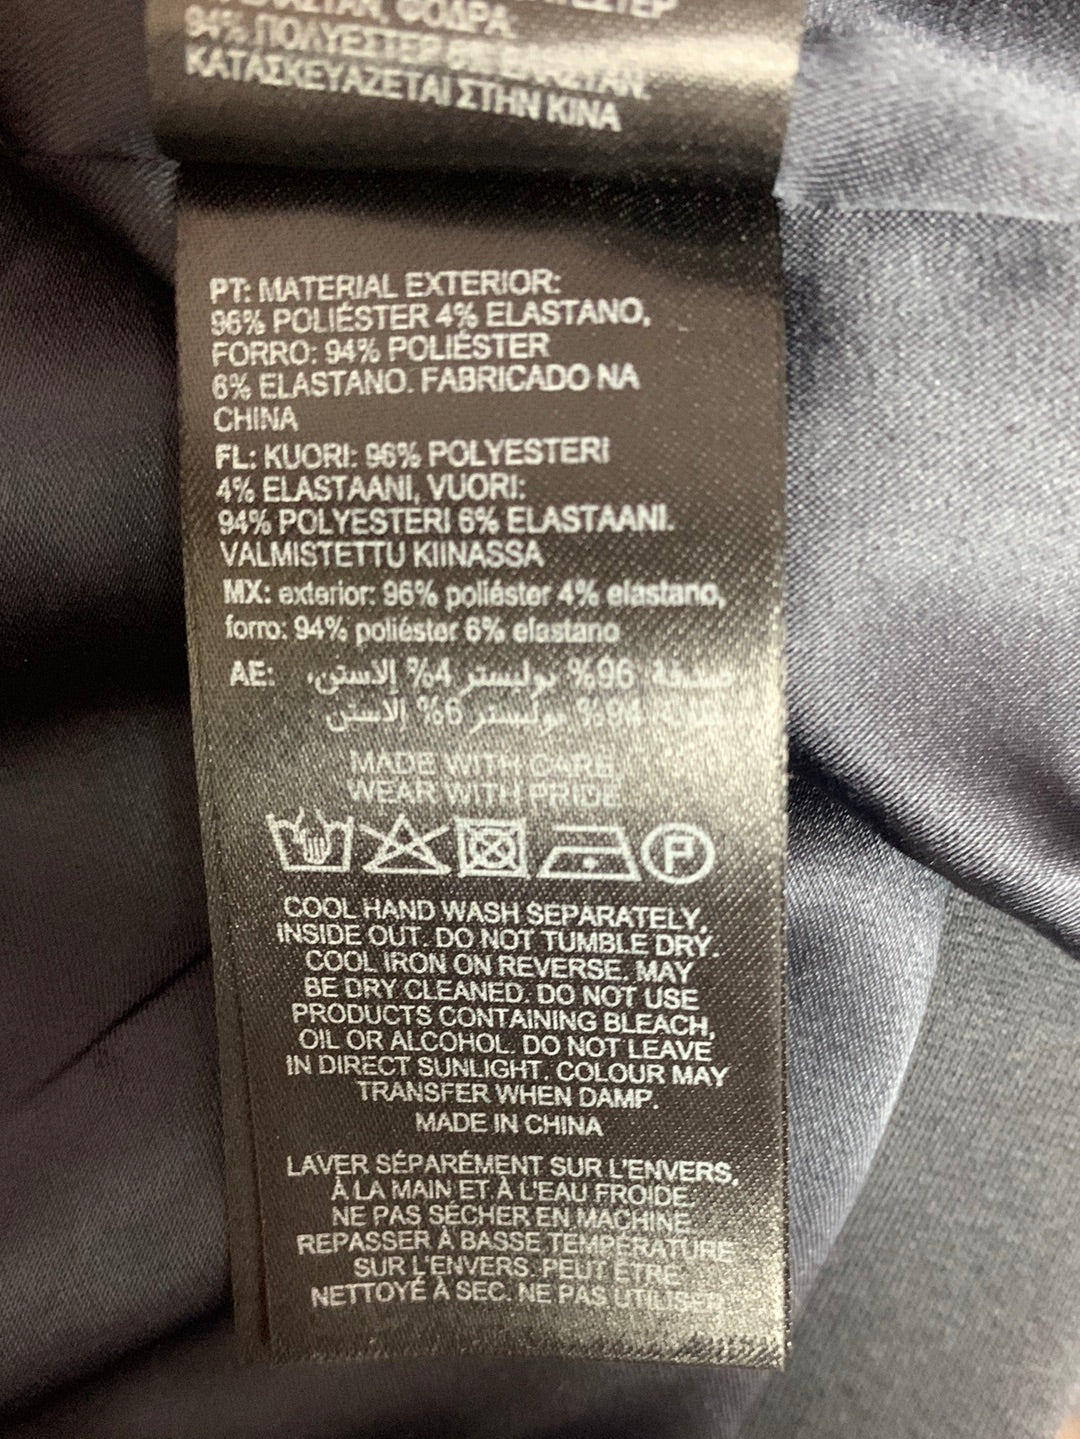 ΦΟΔΡΑ:
94% ΠΟΛΥΕΣΤΕΡ
ΚΑΤΑΣΚΕΥΑΖΕΤΑΙ ΣΤΗΝ ΚΙΝΑ
PT: MATERIAL EXTERIOR:
96% POLIÉSTER 4% ELASTANO,
FORRO: 94% POLIÉSTER
6% ELASTANO. FABRICADO NA
CHINA
FL: KUORI: 96% POLYESTERI
4% ELASTAANI, VUORI:
94% POLYESTERI 6% ELASTAANI.
VALMISTETTU KIINASSA
MX: exterior: 96% poliéster 4% elastano,
forro: 94% poliéster 6% elastano
AE: 96% بوليستر 4% إلاستن،
94% بوليستر 6% إلاستن
MADE WITH CARE
WEAR WITH PRIDE
P
COOL HAND WASH SEPARATELY,
INSIDE OUT. DO NOT TUMBLE DRY.
COOL IRON ON REVERSE. MAY
BE DRY CLEANED. DO NOT USE
PRODUCTS CONTAINING BLEACH,
OIL OR ALCOHOL. DO NOT LEAVE
IN DIRECT SUNLIGHT. COLOUR MAY
TRANSFER WHEN DAMP.
MADE IN CHINA
LAVER SÉPARÉMENT SUR L'ENVERS,
À LA MAIN ET À L'EAU FROIDE.
NE PAS SÉCHER EN MACHINE.
REPASSER À BASSE TEMPÉRATURE
SUR L'ENVERS. PEUT ÊTRE
NETTOYÉ À SEC. NE PAS UTILISER